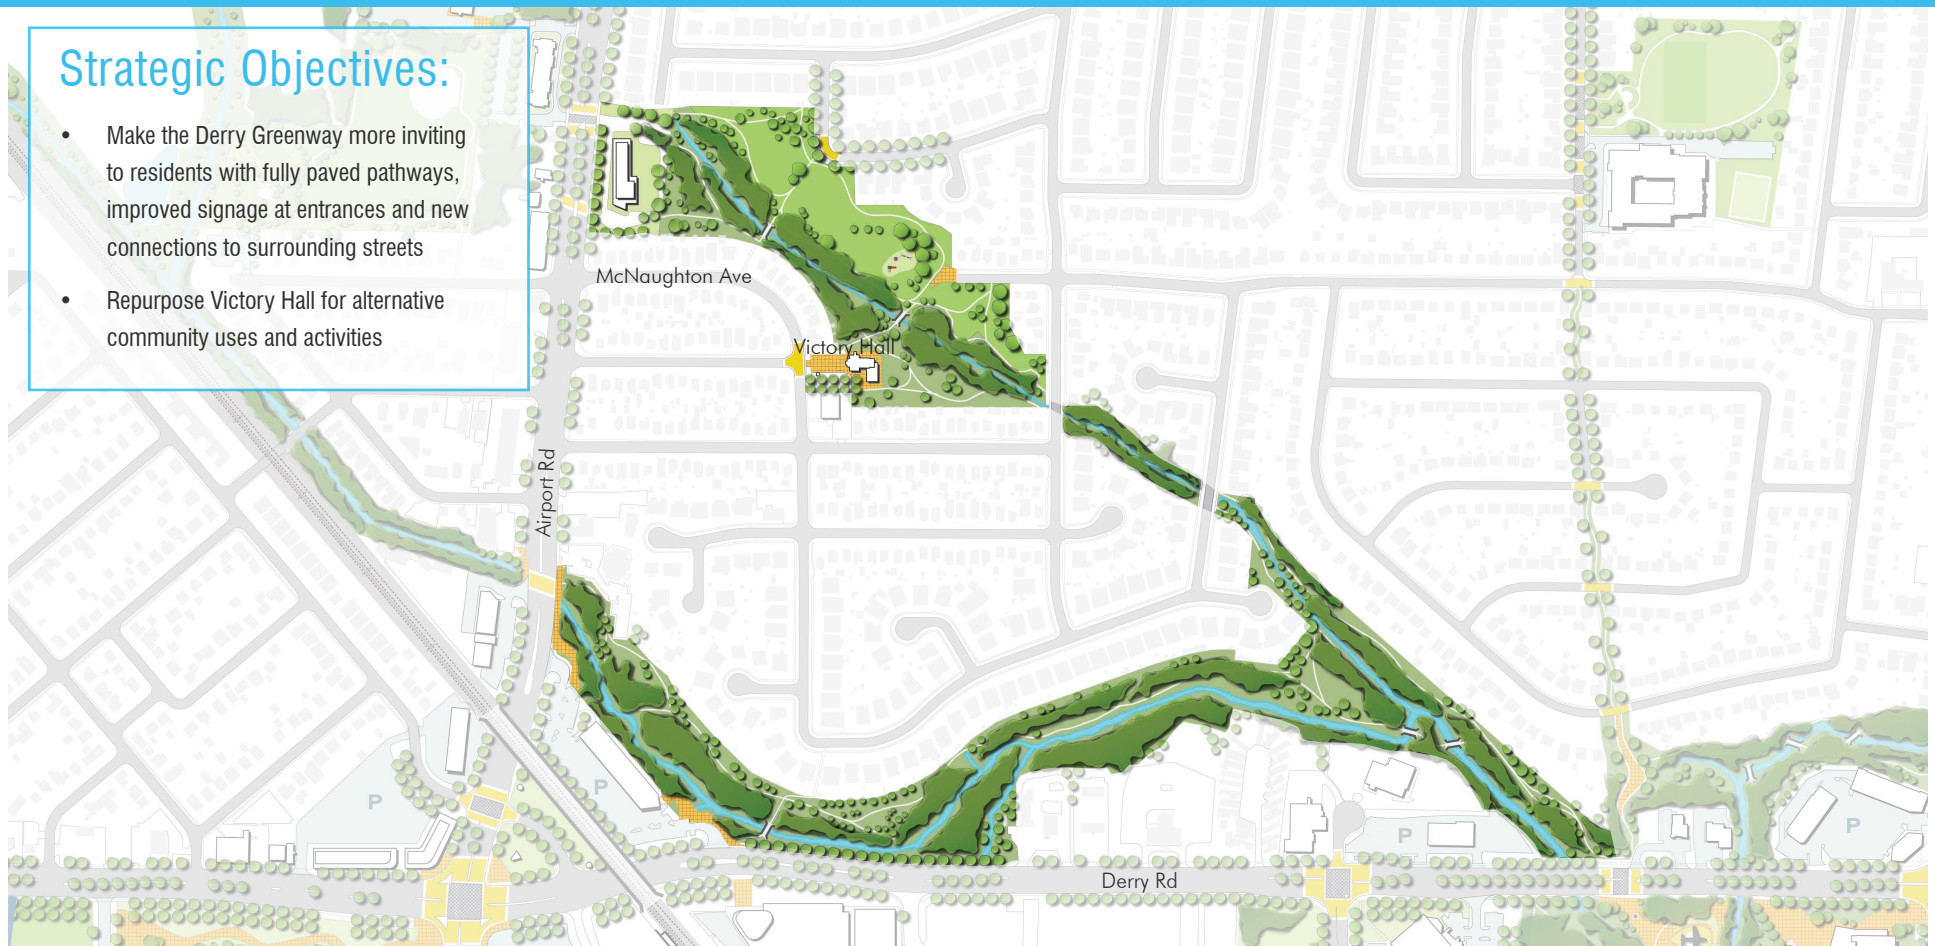 Strategic Objectives:
• Make the Derry Greenway more inviting
to residents with fully paved pathways,
improved signage at entrances and new
connections to surrounding streets
• Repurpose Victory Hall for alternative
community uses and activities
McNaughton Ave
Victory Hall
Airport Rd
P
P
P
P
Derry Rd